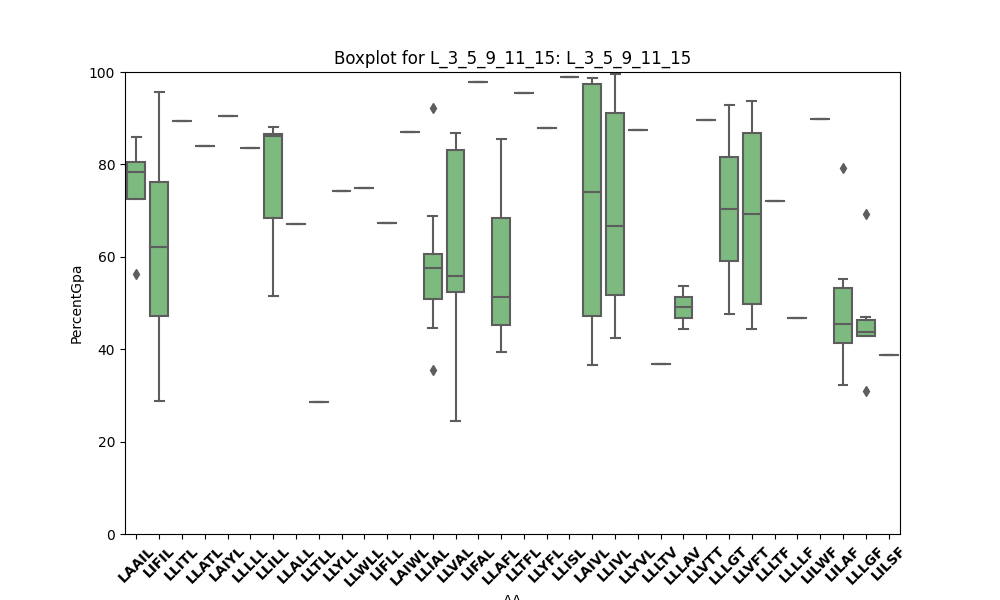 Boxplot for L_3_5_9_11_15: L_3_5_9_11_15
100
80
60
40
20
0
PercentGpa
LAAIL
LIFIL
LLITL
LLATL
LAIYL
LLLLL
LLILL
LLALL
LLTLL
LLYLL
LLWLL
LIFLL
LAIWL
LLIAL
LLVAL
LIFAL
LLAFL
LLTFL
LLYFL
LLISL
LAIVL
LLIVL
LLYVL
LLLTV
LLLAV
LLVTT
LLLGT
LLVFT
LLLTF
LLLLF
LILWF
LILAF
LLLGF
LILSF